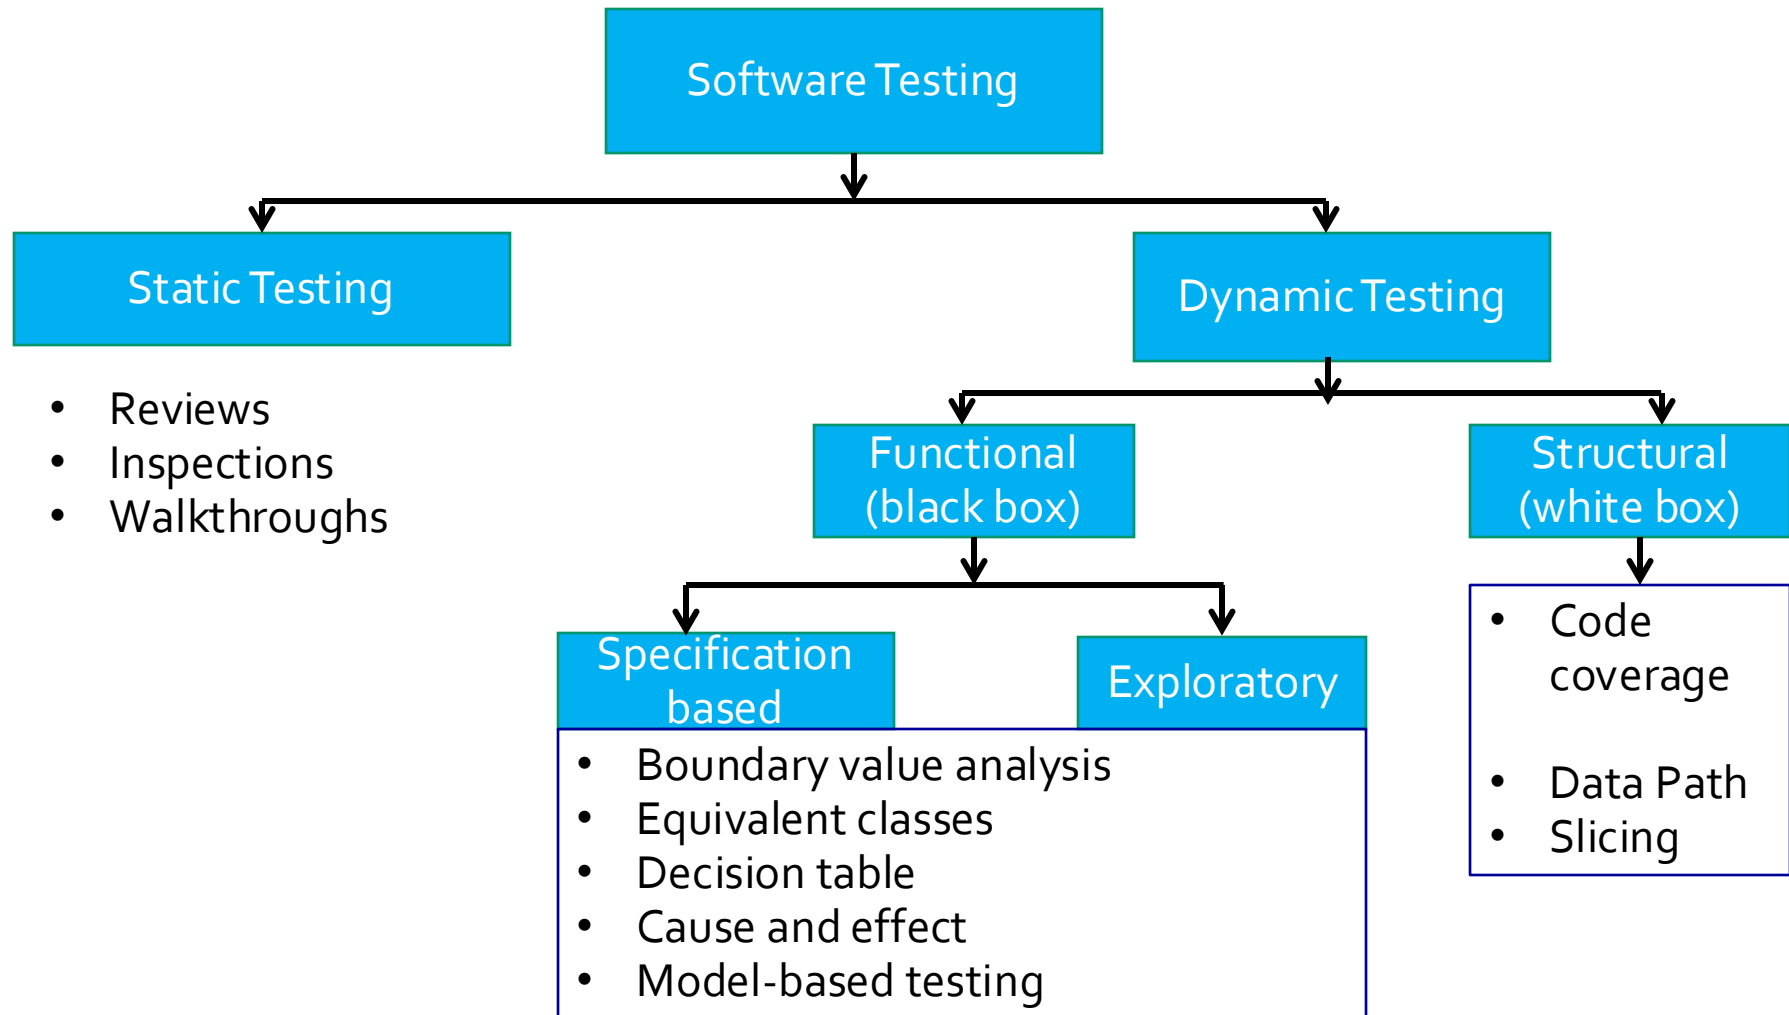 Software Testing
Static Testing
Dynamic Testing
• Reviews
• Inspections
• Walkthroughs
Functional
(black box)
Structural
(white box)
Specification
based
Exploratory
• Boundary value analysis
• Equivalent classes
• Decision table
• Cause and effect
• Model-based testing
• Code
coverage
• Data Path
• Slicing